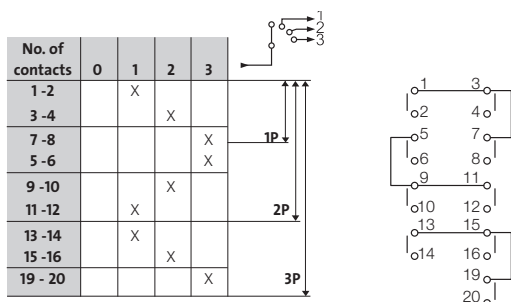 1
2
3
No. of
contacts 0 1 2 3
1 -2 X
3 -4 X
7 -8 X
1P
5 -6 X
9 -10 X
11 -12 X
2P
13 -14 X
15 -16 X
19 - 20 X
3P
1 3
2 4
5 7
6 8
9 11
10 12
13 15
14 16
19
20